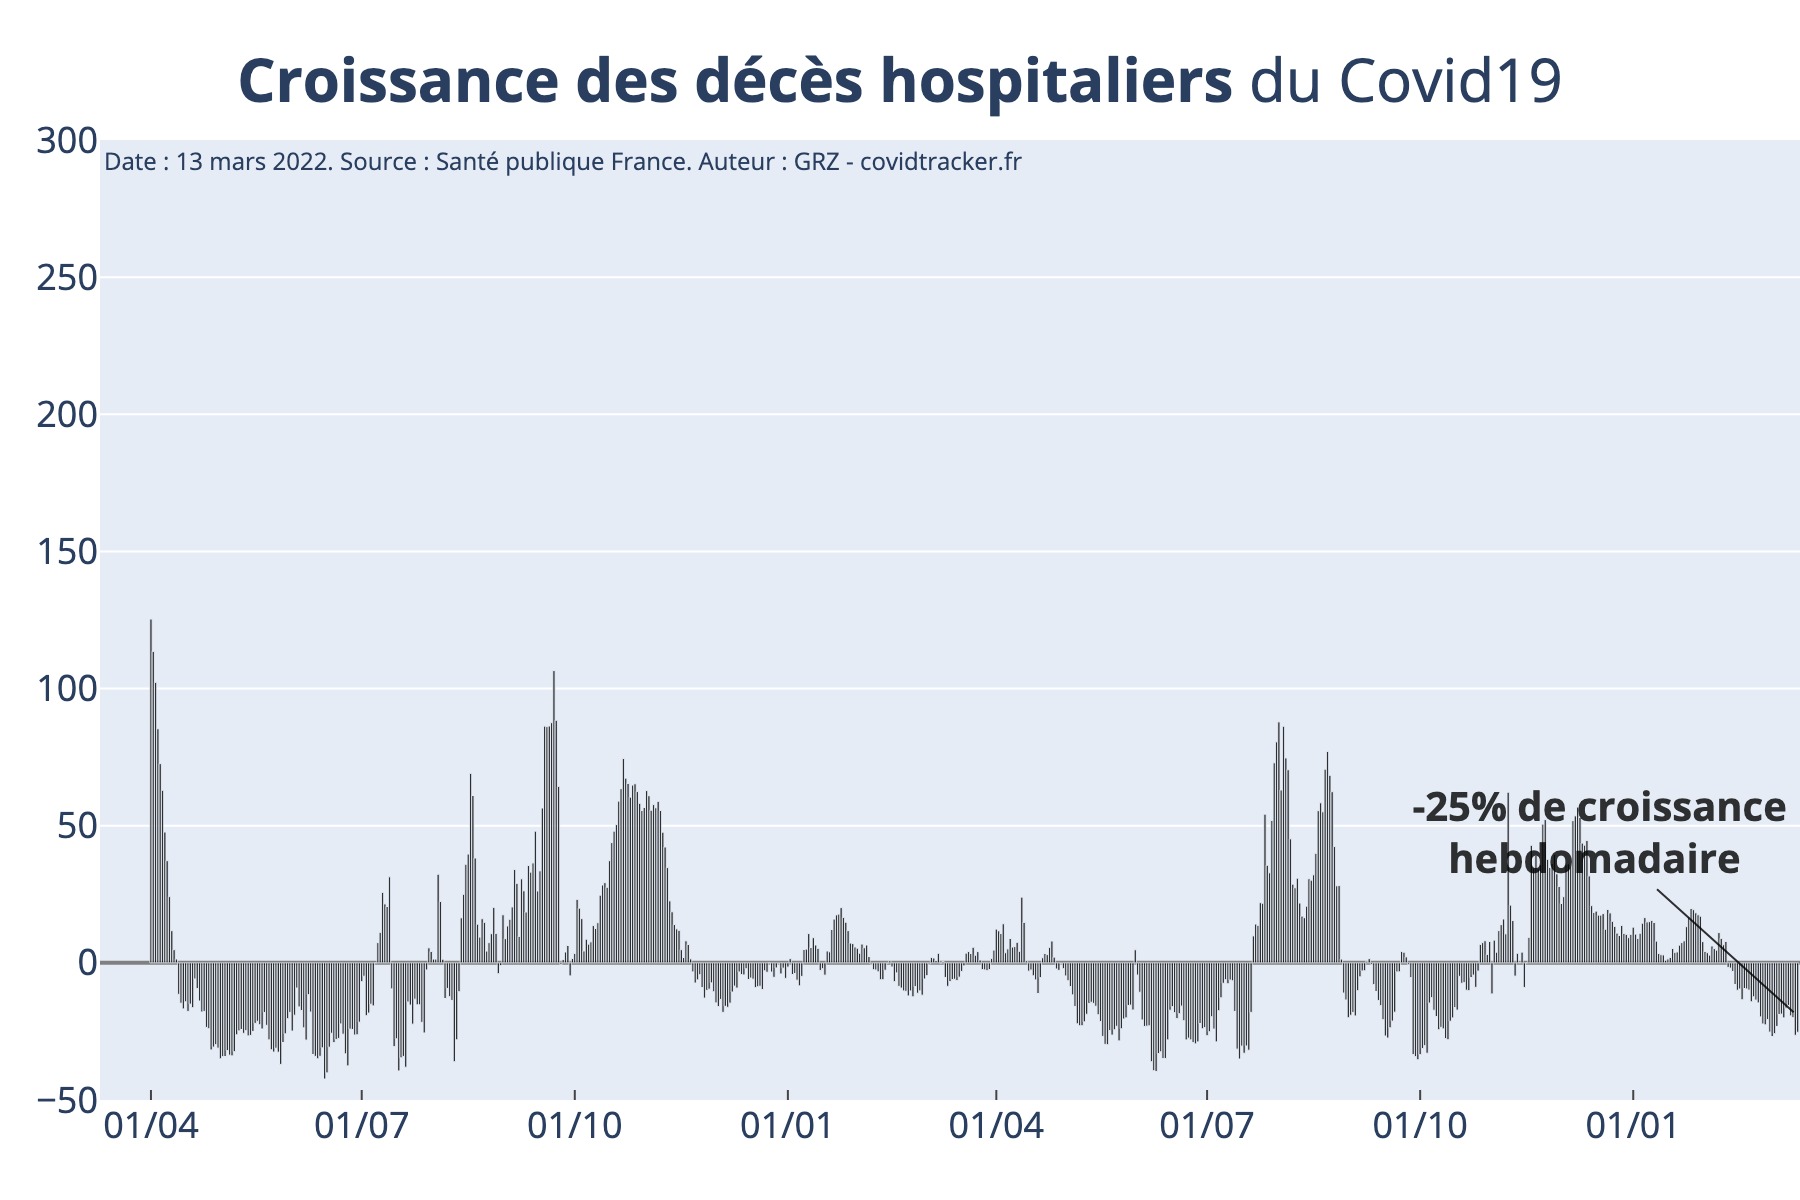 Croissance des décès hospitaliers du Covid19
300
Date : 13 mars 2022. Source : Santé publique France. Auteur : GRZ - covidtracker.fr
250
200
150
100
-25% de croissance
50
hebdomadaire
0
−50
01/04 01/07 01/10 01/01 01/04 01/07 01/10 01/01